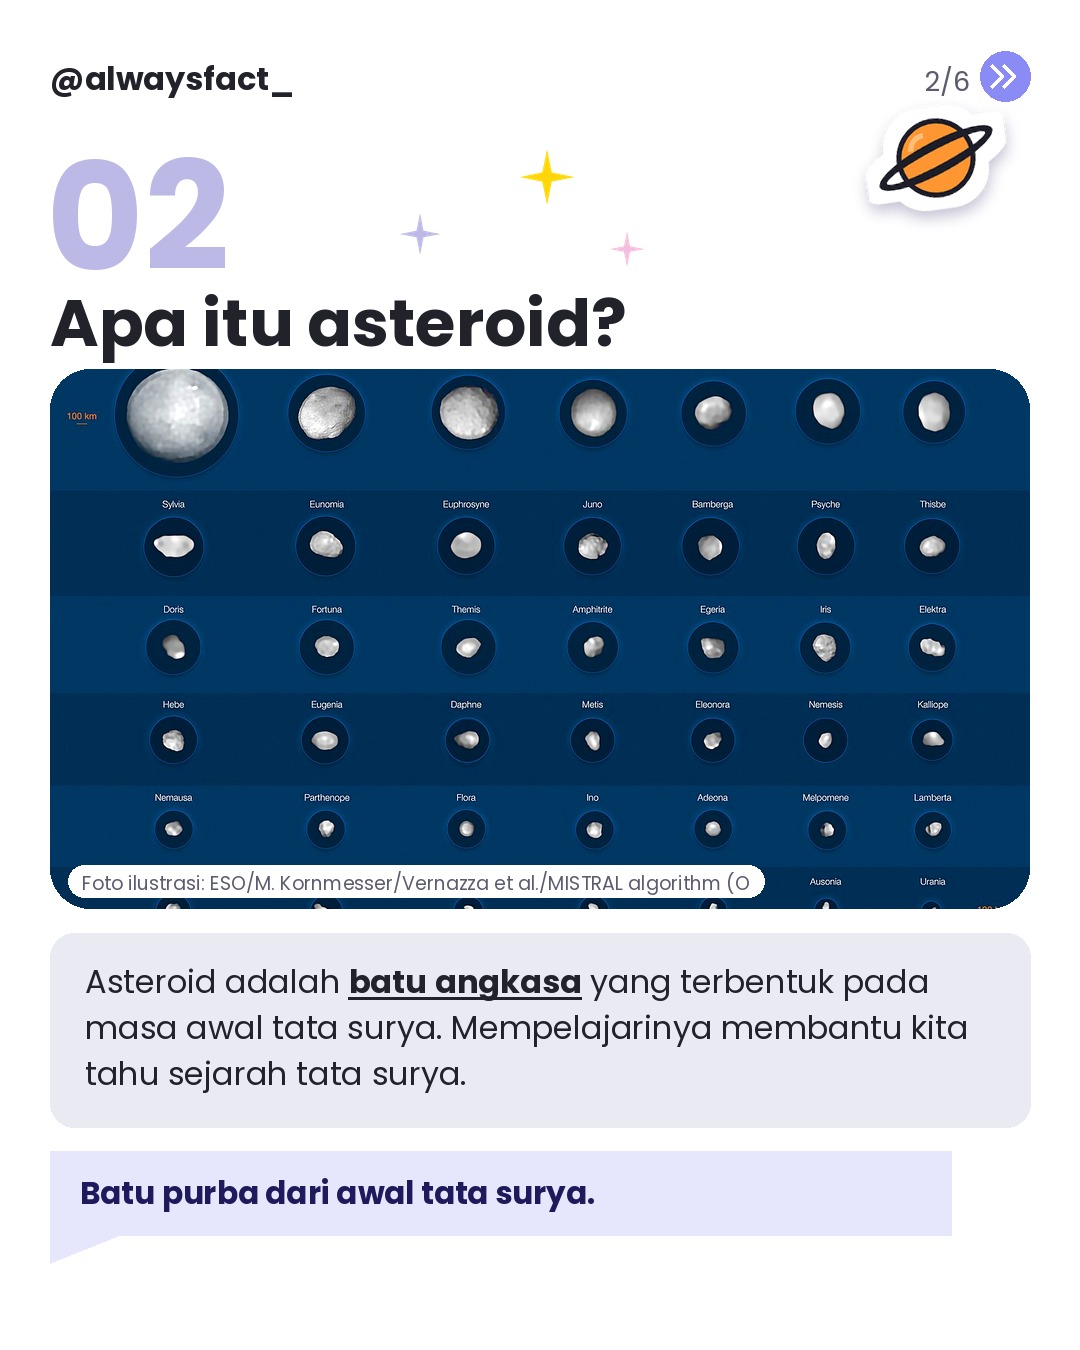 @alwaysfact_
2/6
02
Apa itu asteroid?
100 km
Sylvia Eunomia Euphrosyne Juno Bamberga Psyche Thisbe
Doris Fortuna Themis Amphitrite Egeria Iris Elektra
Hebe Eugenia Daphne Metis Eleonora Nemesis Kalliope
Nemausa Parthenope Flora Ino Adeona Melpomene Lamberta
Ausonia Urania
Foto ilustrasi: ESO/M. Kornmesser/Vernazza et al./MISTRAL algorithm (O
Asteroid adalah batu angkasa yang terbentuk pada
masa awal tata surya. Mempelajarinya membantu kita
tahu sejarah tata surya.
Batu purba dari awal tata surya.